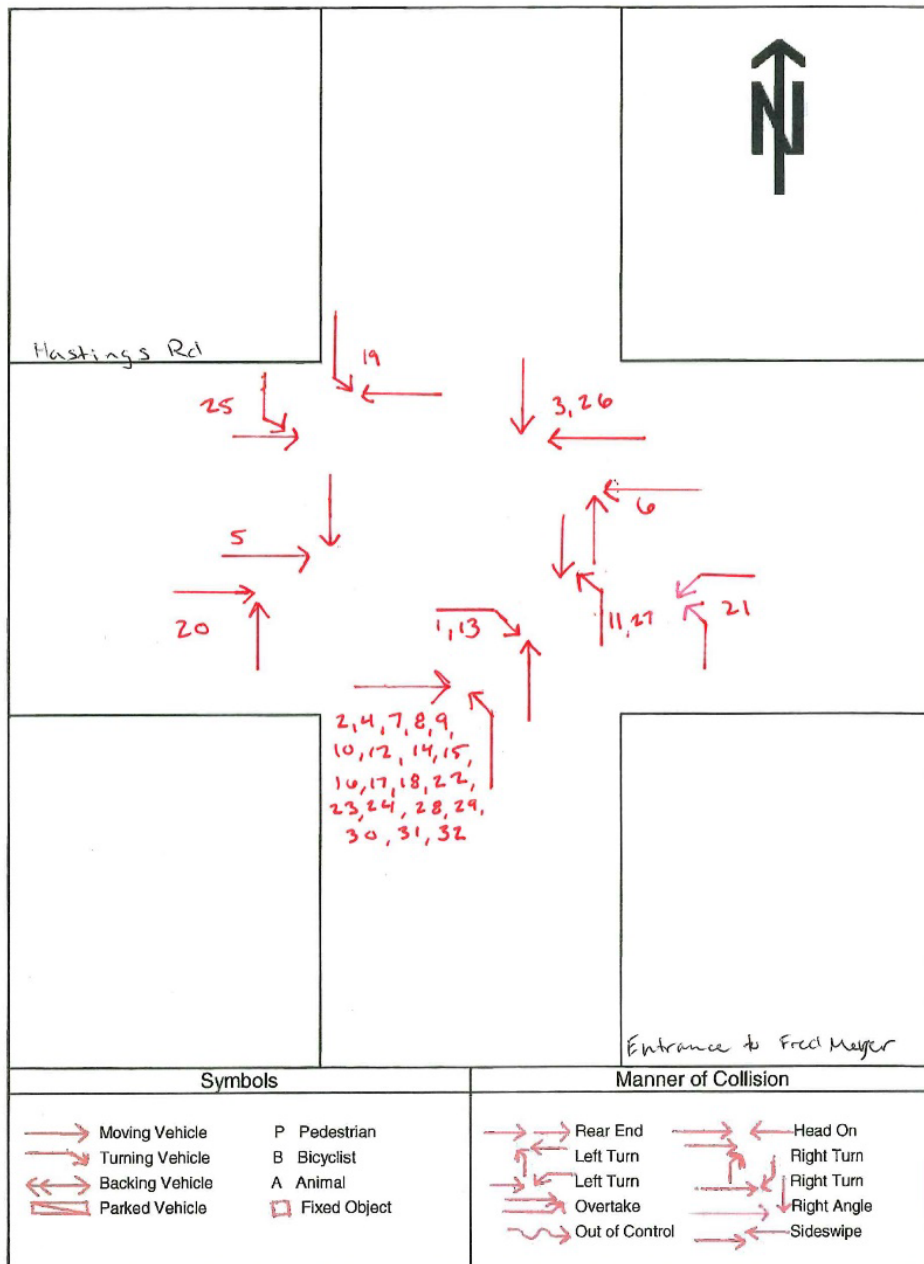 N
Hastings Rd
19
25
3, 26
6
5
20
1, 13
11, 27
21
2, 4, 7, 8, 9,
10, 12, 14, 15,
16, 17, 18, 22,
23, 24, 28, 29,
30, 31, 32
Entrance to Fred Meyer
Symbols
Moving Vehicle P Pedestrian
Turning Vehicle B Bicyclist
Backing Vehicle A Animal
Parked Vehicle Fixed Object
Manner of Collision
Rear End Head On
Left Turn Right Turn
Left Turn Right Turn
Overtake Right Angle
Out of Control Sideswipe